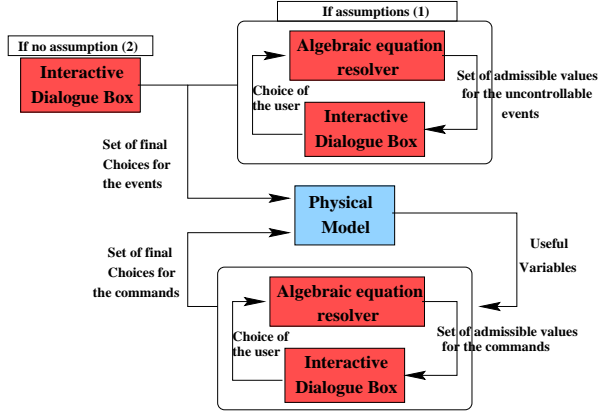 If assumptions (1)
If no assumption (2)
Interactive
Dialogue Box
Algebraic equation
resolver
Choice of
the user
Set of admissible values
for the uncontrollable
events
Interactive
Dialogue Box
Set of final
Choices for
the events
Physical
Model
Set of final
Choices for
the commands
Useful
Variables
Algebraic equation
resolver
Choice of
the user
Set of admissible values
for the commands
Interactive
Dialogue Box